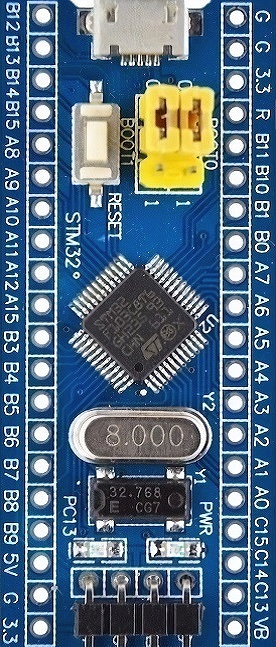 B12
B13
B14
B15
A8
A9
A10
A11
A12
A15
B3
B4
B5
B6
B7
B8
B9
5V
G
3.3
G
G
3.3
R
B11
B10
B1
B0
A7
A6
A5
A4
A3
A2
A1
A0
C15
C14
C13
VB
0
0
BOOT0
BOOT1
1
1
RESET
STM32
U2
STM32
ST
Y2
8.000
Y1
32.768
E CG7
PC13
PWR